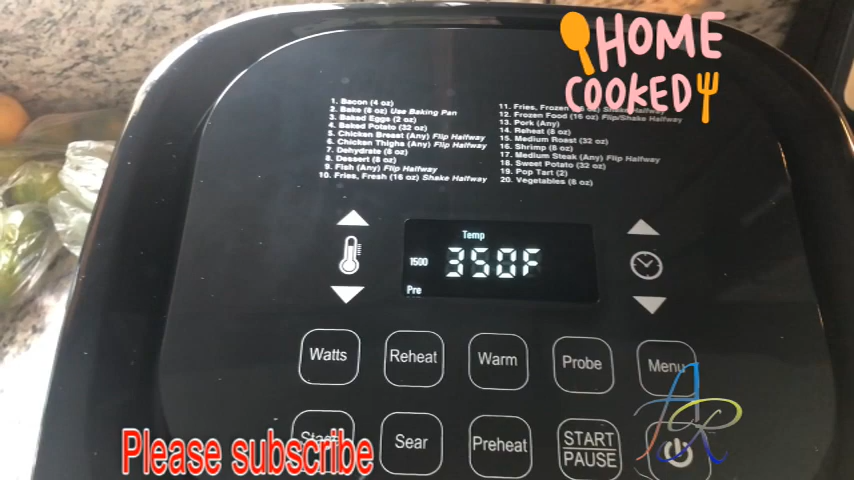 HOME
COOKED
1. Bacon (4 oz)
2. Bake (8 oz) Use Baking Pan
3. Baked Eggs (2 oz)
4. Baked Potato (32 oz)
5. Chicken Breast (Any) Flip Halfway
6. Chicken Thighs (Any) Flip Halfway
7. Dehydrate (8 oz)
8. Dessert (8 oz)
9. Fish (Any) Flip Halfway
10. Fries, Fresh (16 oz) Shake Halfway
11. Fries, Frozen oz) Shake Halfway
12. Frozen Food (16 oz) Flip/Shake Halfway
13. Pork (Any)
14. Reheat (8 oz)
15. Medium Roast (32 oz)
16. Shrimp (8 oz)
17. Medium Steak (Any) Flip Halfway
18. Sweet Potato (32 oz)
19. Pop Tart (2)
20. Vegetables (8 oz)
Temp
1500
350F
Pre
Watts
Reheat
Warm
Probe
Menu
Sear
Preheat
START
PAUSE
AR
Please subscribe